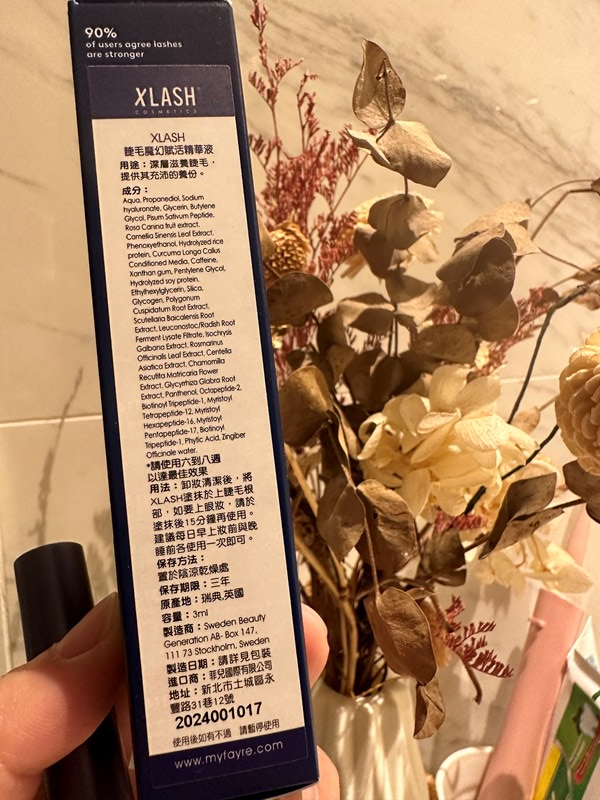 90%
of users agree lashes
are stronger
XLASH
COSMETICS
XLASH
睫毛魔幻賦活精華液
用途：深層滋養睫毛，
提供其充沛的養份。
成分：
Aqua, Propanediol, Sodium
hyaluronate, Glycerin, Butylene
Glycol, Pisum Sativum Peptide,
Rosa Canina fruit extract,
Camellia Sinensis Leaf Extract,
Phenoxyethanol, Hydrolyzed rice
protein, Curcuma Longa Callus
Conditioned Media, Caffeine,
Xanthan gum, Pentylene Glycol,
Hydrolyzed soy protein,
Ethylhexylglycerin, Silica,
Glycogen, Polygonum
Cuspidatum Root Extract,
Scutellaria Baicalensis Root
Extract, Leuconostoc/Radish Root
Ferment Lysate Filtrate, Isochrysis
Galbana Extract, Rosmarinus
Officinalis Leaf Extract, Centella
Asiatica Extract, Chamomilla
Recutita Matricaria Flower
Extract, Glycyrrhiza Glabra Root
Extract, Panthenol, Octapeptide-2,
Biotinoyl Tripeptide-1, Myristoyl
Tetrapeptide-12, Myristoyl
Hexapeptide-16, Myristoyl
Pentapeptide-17, Biotinoyl
Tripeptide-1, Phytic Acid, Zingiber
Officinale water.
*請使用六到八週
以達最佳效果
用法：卸妝清潔後，將
XLASH塗抹於上睫毛根
部，如要上眼妝，請於
塗抹後15分鐘再使用。
建議每日早上妝前與晚
睡前各使用一次即可。
保存方法：
置於陰涼乾燥處
保存期限：三年
原產地：瑞典,英國
容量：3ml
製造商：Sweden Beauty
Generation AB- Box 147,
111 73 Stockholm, Sweden
製造日期：請詳見包裝
進口商：菲兒國際有限公司
地址：新北市土城區永
豐路31巷12號
2024001017
使用後如有不適 請暫停使用
www.myfayre.com